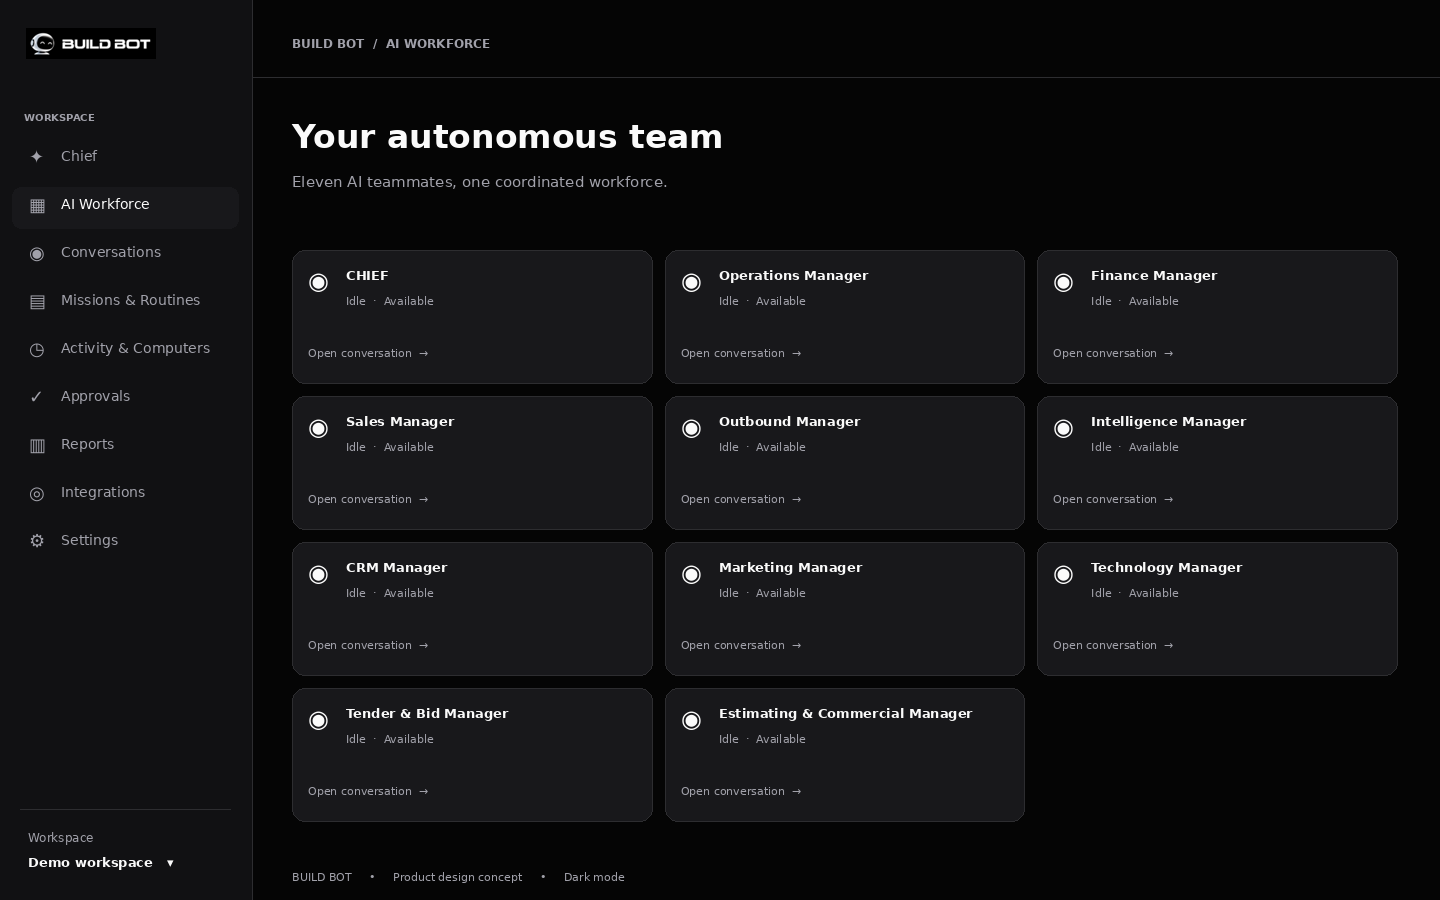 BUILD BOT
WORKSPACE
Chief
AI Workforce
Conversations
Missions & Routines
Activity & Computers
Approvals
Reports
Integrations
Settings
Workspace
Demo workspace ▾
BUILD BOT / AI WORKFORCE
Your autonomous team
Eleven AI teammates, one coordinated workforce.
CHIEF
Idle · Available
Open conversation →
Operations Manager
Idle · Available
Open conversation →
Finance Manager
Idle · Available
Open conversation →
Sales Manager
Idle · Available
Open conversation →
Outbound Manager
Idle · Available
Open conversation →
Intelligence Manager
Idle · Available
Open conversation →
CRM Manager
Idle · Available
Open conversation →
Marketing Manager
Idle · Available
Open conversation →
Technology Manager
Idle · Available
Open conversation →
Tender & Bid Manager
Idle · Available
Open conversation →
Estimating & Commercial Manager
Idle · Available
Open conversation →
BUILD BOT • Product design concept • Dark mode